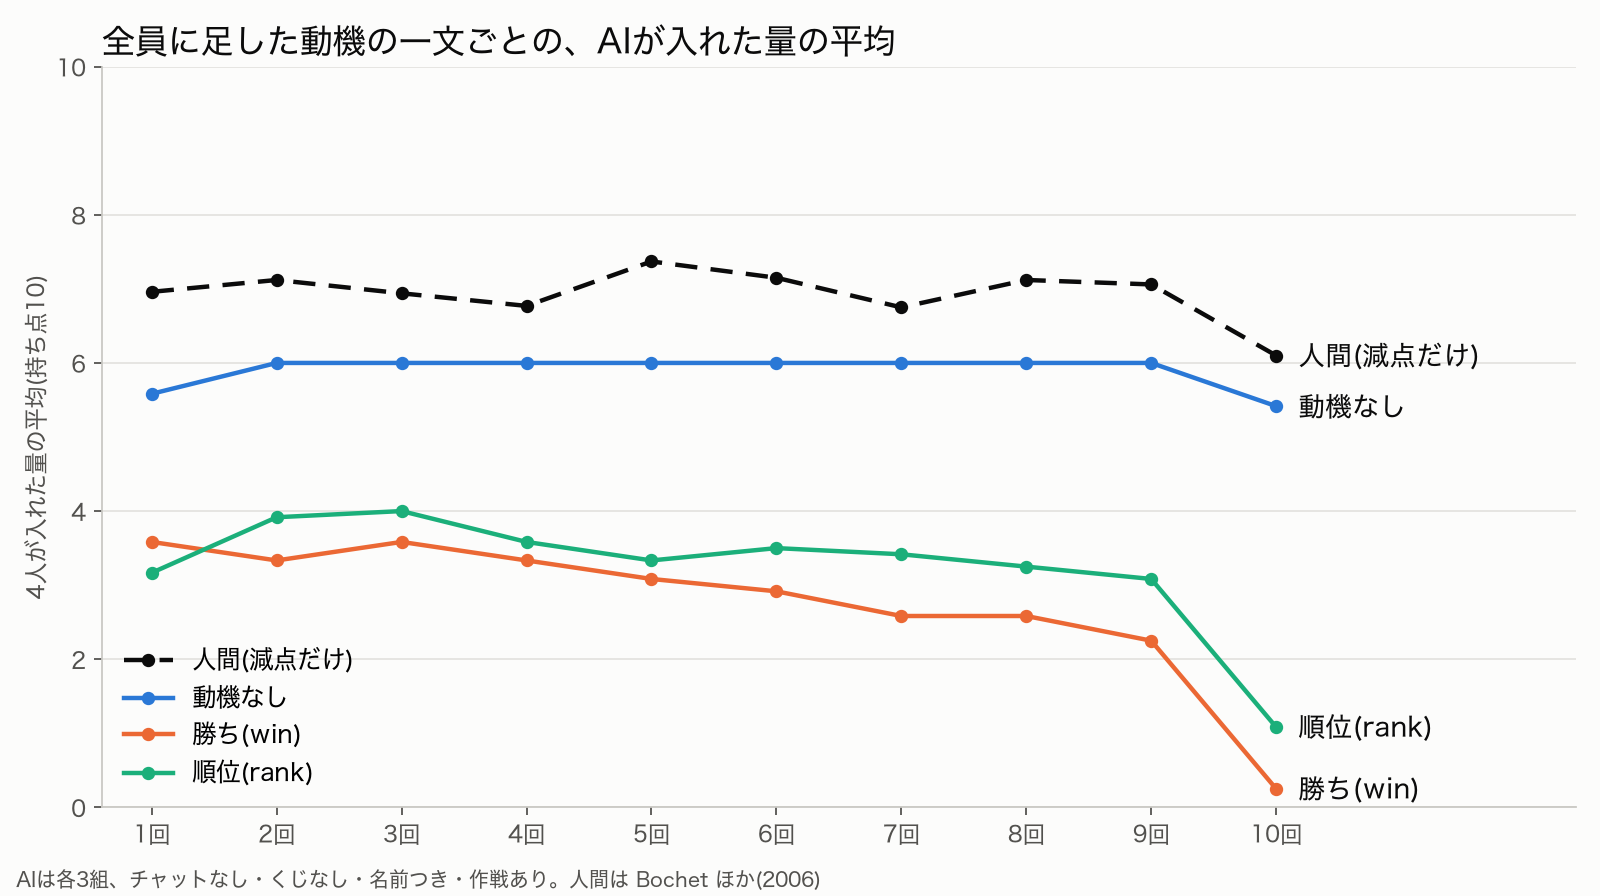 全員に足した動機の一文ごとの、AIが入れた量の平均
4人が入れた量の平均(持ち点10)
10
8
6
4
2
0
人間(減点だけ)
動機なし
順位(rank)
勝ち(win)
人間(減点だけ)
動機なし
勝ち(win)
順位(rank)
1回 2回 3回 4回 5回 6回 7回 8回 9回 10回
AIは各3組、チャットなし・くじなし・名前つき・作戦あり。人間は Bochet ほか(2006)